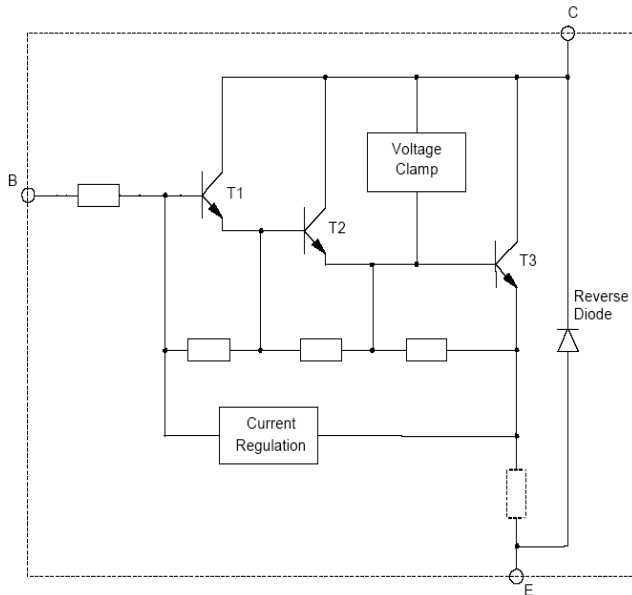 C
B
T1
Voltage
Clamp
T2
T3
Reverse
Diode
Current
Regulation
E